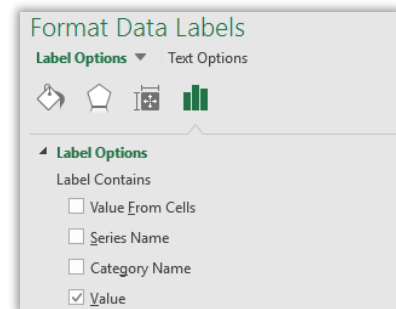 Format Data Labels
Label Options Text Options
Label Options
Label Contains
Value From Cells
Series Name
Category Name
Value